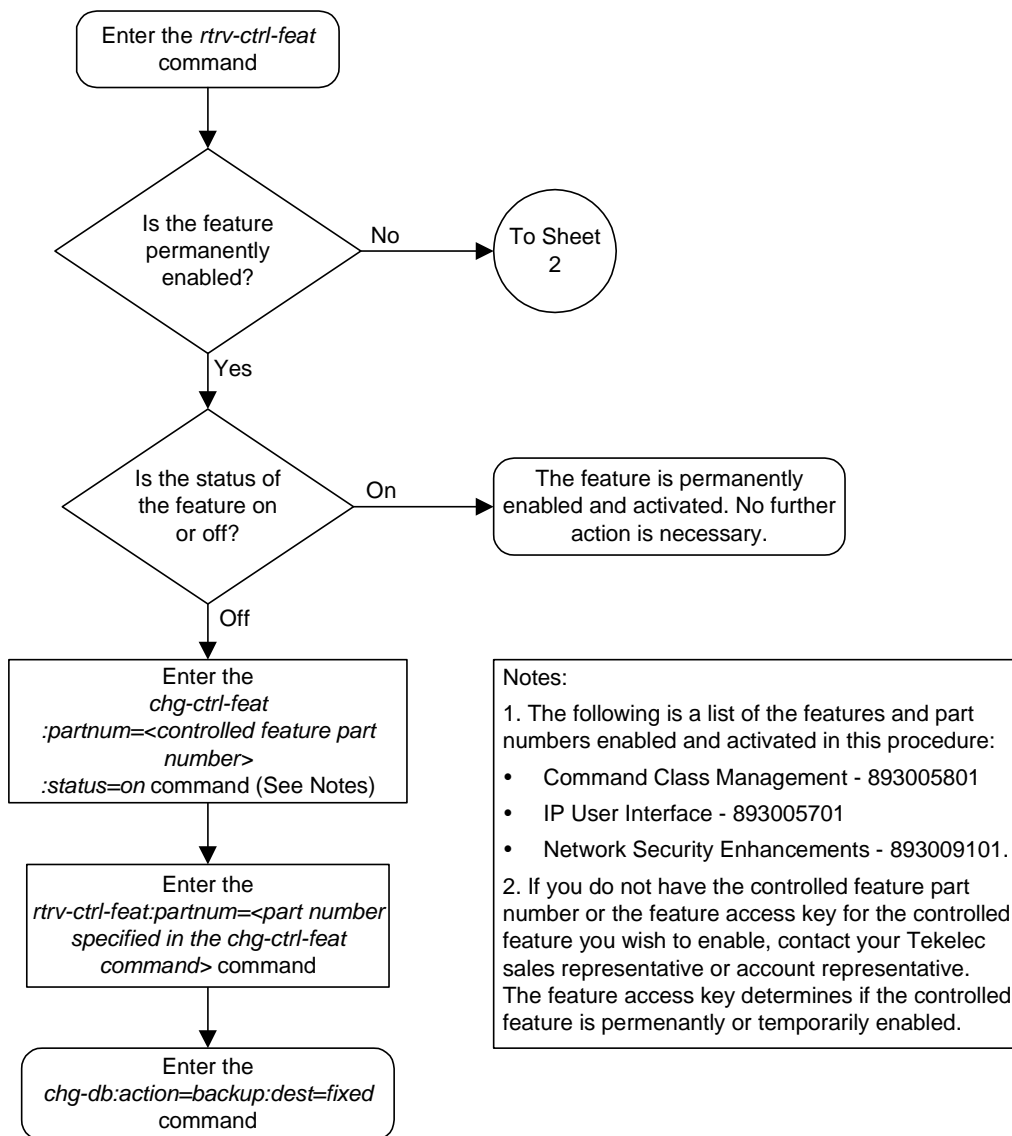 Enter the rtrv-ctrl-feat
command
Is the feature
permanently
enabled?
No
To Sheet
2
Yes
Is the status of
the feature on
or off?
On
The feature is permanently
enabled and activated. No further
action is necessary.
Off
Enter the
chg-ctrl-feat
:partnum=<controlled feature part
number>
:status=on command (See Notes)
Enter the
rtrv-ctrl-feat:partnum=<part number
specified in the chg-ctrl-feat
command> command
Enter the
chg-db:action=backup:dest=fixed
command
Notes:
1. The following is a list of the features and part
numbers enabled and activated in this procedure:
• Command Class Management - 893005801
• IP User Interface - 893005701
• Network Security Enhancements - 893009101.
2. If you do not have the controlled feature part
number or the feature access key for the controlled
feature you wish to enable, contact your Tekelec
sales representative or account representative.
The feature access key determines if the controlled
feature is permenantly or temporarily enabled.